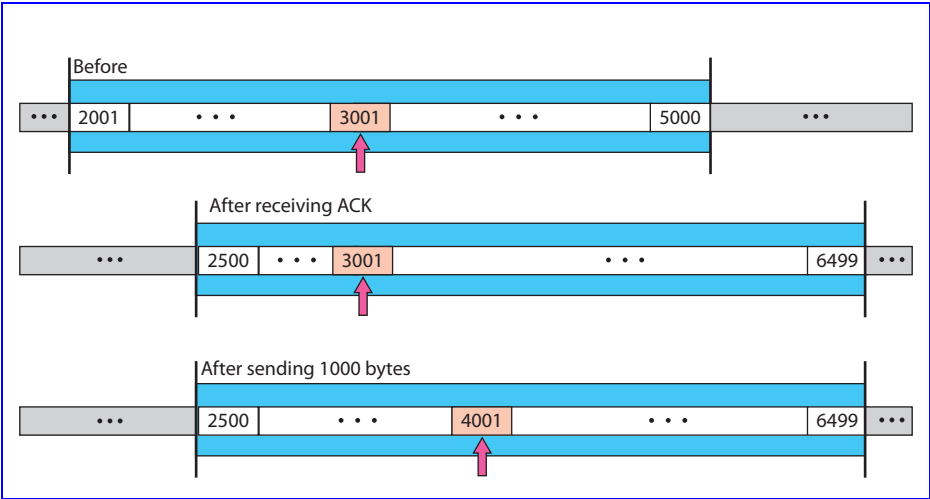 Before
••• 2001 • • • 3001 • • • 5000 •••
After receiving ACK
••• 2500 • • • 3001 • • • 6499 •••
After sending 1000 bytes
••• 2500 • • • 4001 • • • 6499 •••